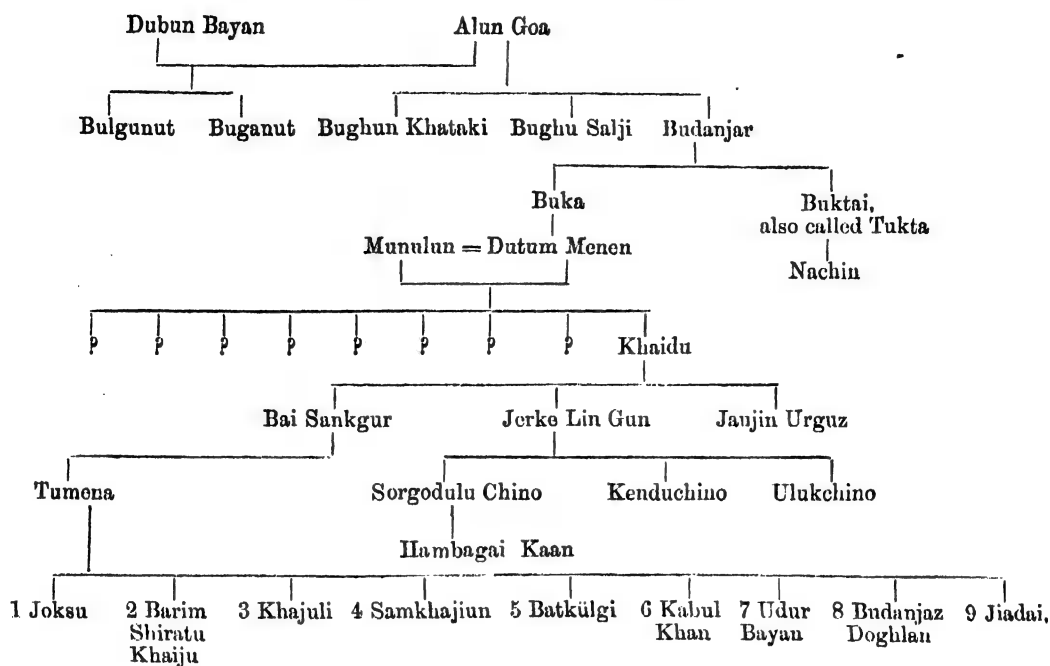 Dubun Bayan Alun Goa
Bulgunut Buganut Bughun Khataki Bughu Salji Budanjar
Buka Buktai,
also called Tukta
Munulun = Dutum Menen
Nachin
? ? ? ? ? ? ? ? Khaidu
Bai Sankgur Jerke Lin Gun Janjin Urguz
Tumena Sorgodulu Chino Kenduchino Ulukchino
Hambagai Kaan
1 Joksu 2 Barim 3 Khajuli 4 Samkhajiun 5 Batkülgi 6 Kabul 7 Udur 8 Budanjaz 9 Jiadai,
Shiratu Khan Bayan Doghlan
Khaiju